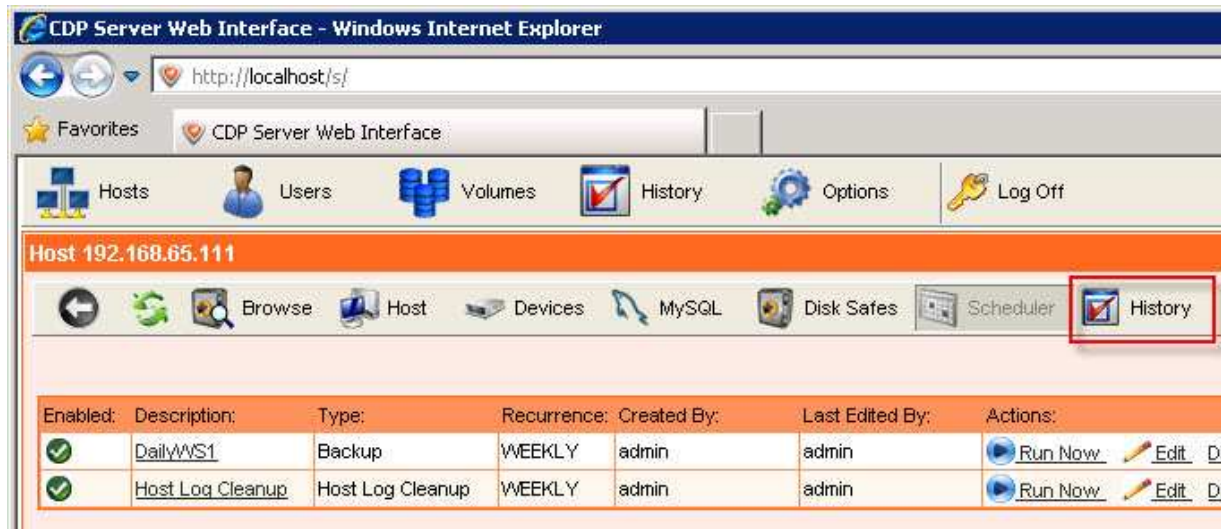 CDP Server Web Interface - Windows Internet Explorer
http://localhost/s/
Favorites CDP Server Web Interface
Hosts Users Volumes History Options Log Off
Host 192.168.65.111
Browse Host Devices MySQL Disk Safes Scheduler History
Enabled: Description: Type: Recurrence: Created By: Last Edited By: Actions:
DailyWS1 Backup WEEKLY admin admin Run Now Edit D
Host Log Cleanup Host Log Cleanup WEEKLY admin admin Run Now Edit D